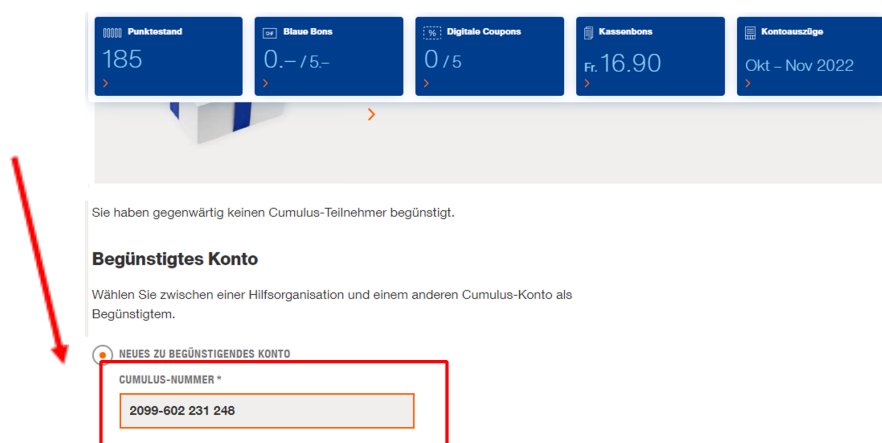 Punktestand
185
Blaue Bons
0.– / 5.–
Digitale Coupons
0 / 5
Kassenbons
Fr. 16.90
Kontoauszüge
Okt – Nov 2022
Sie haben gegenwärtig keinen Cumulus-Teilnehmer begünstigt.
Begünstigtes Konto
Wählen Sie zwischen einer Hilfsorganisation und einem anderen Cumulus-Konto als
Begünstigtem.
NEUES ZU BEGÜNSTIGENDES KONTO
CUMULUS-NUMMER *
2099-602 231 248